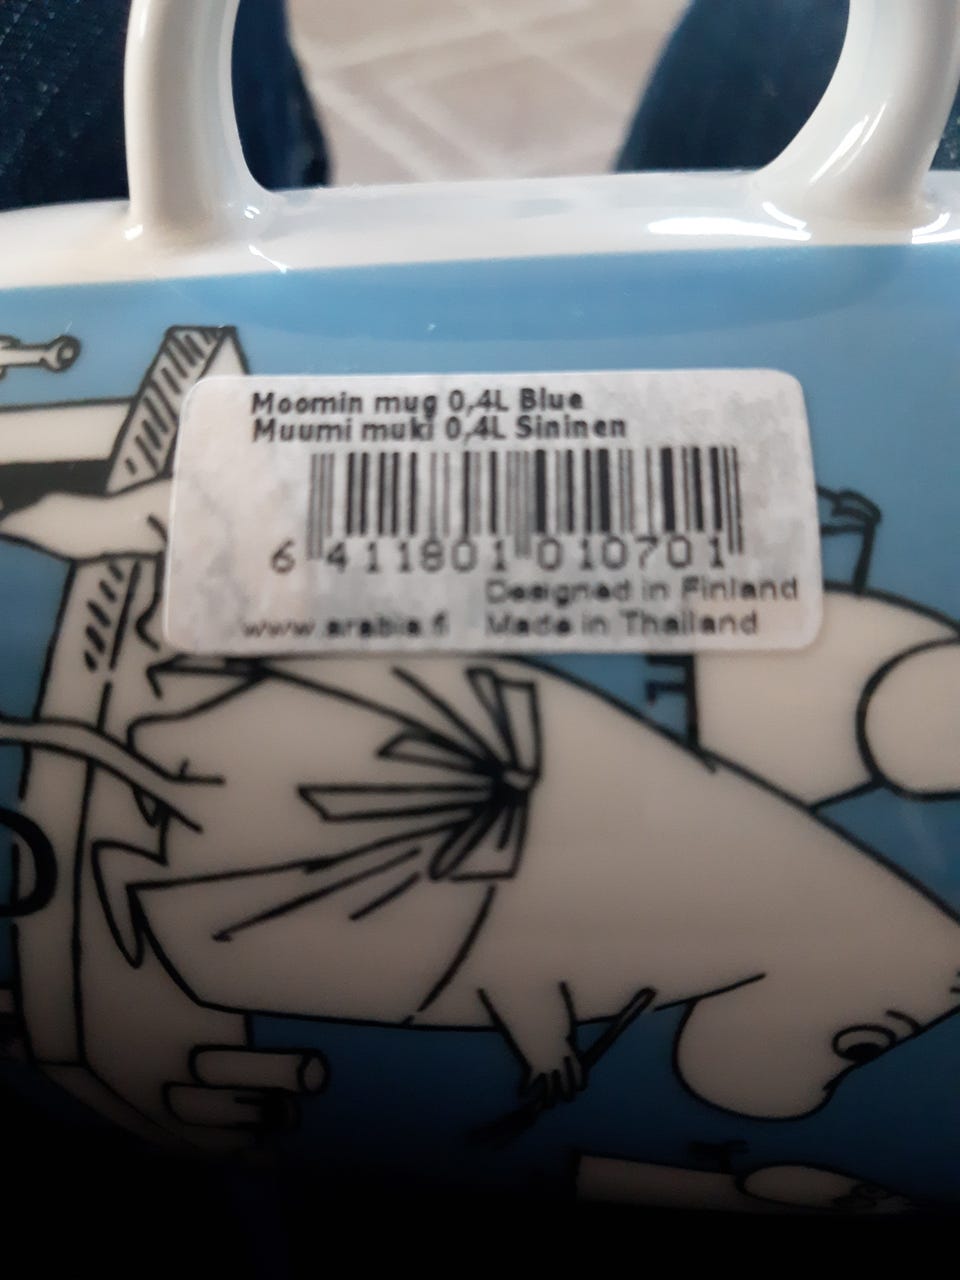 Moomin mug 0,4L Blue
Muumi muki 0,4L Sininen
6 411801 010701
Designed in Finland
www.arabia.fi Made in Thailand